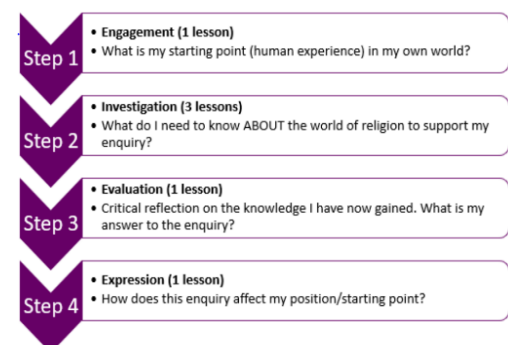 Step 1
• Engagement (1 lesson)
• What is my starting point (human experience) in my own world?
Step 2
• Investigation (3 lessons)
• What do I need to know ABOUT the world of religion to support my
enquiry?
Step 3
• Evaluation (1 lesson)
• Critical reflection on the knowledge I have now gained. What is my
answer to the enquiry?
Step 4
• Expression (1 lesson)
• How does this enquiry affect my position/starting point?